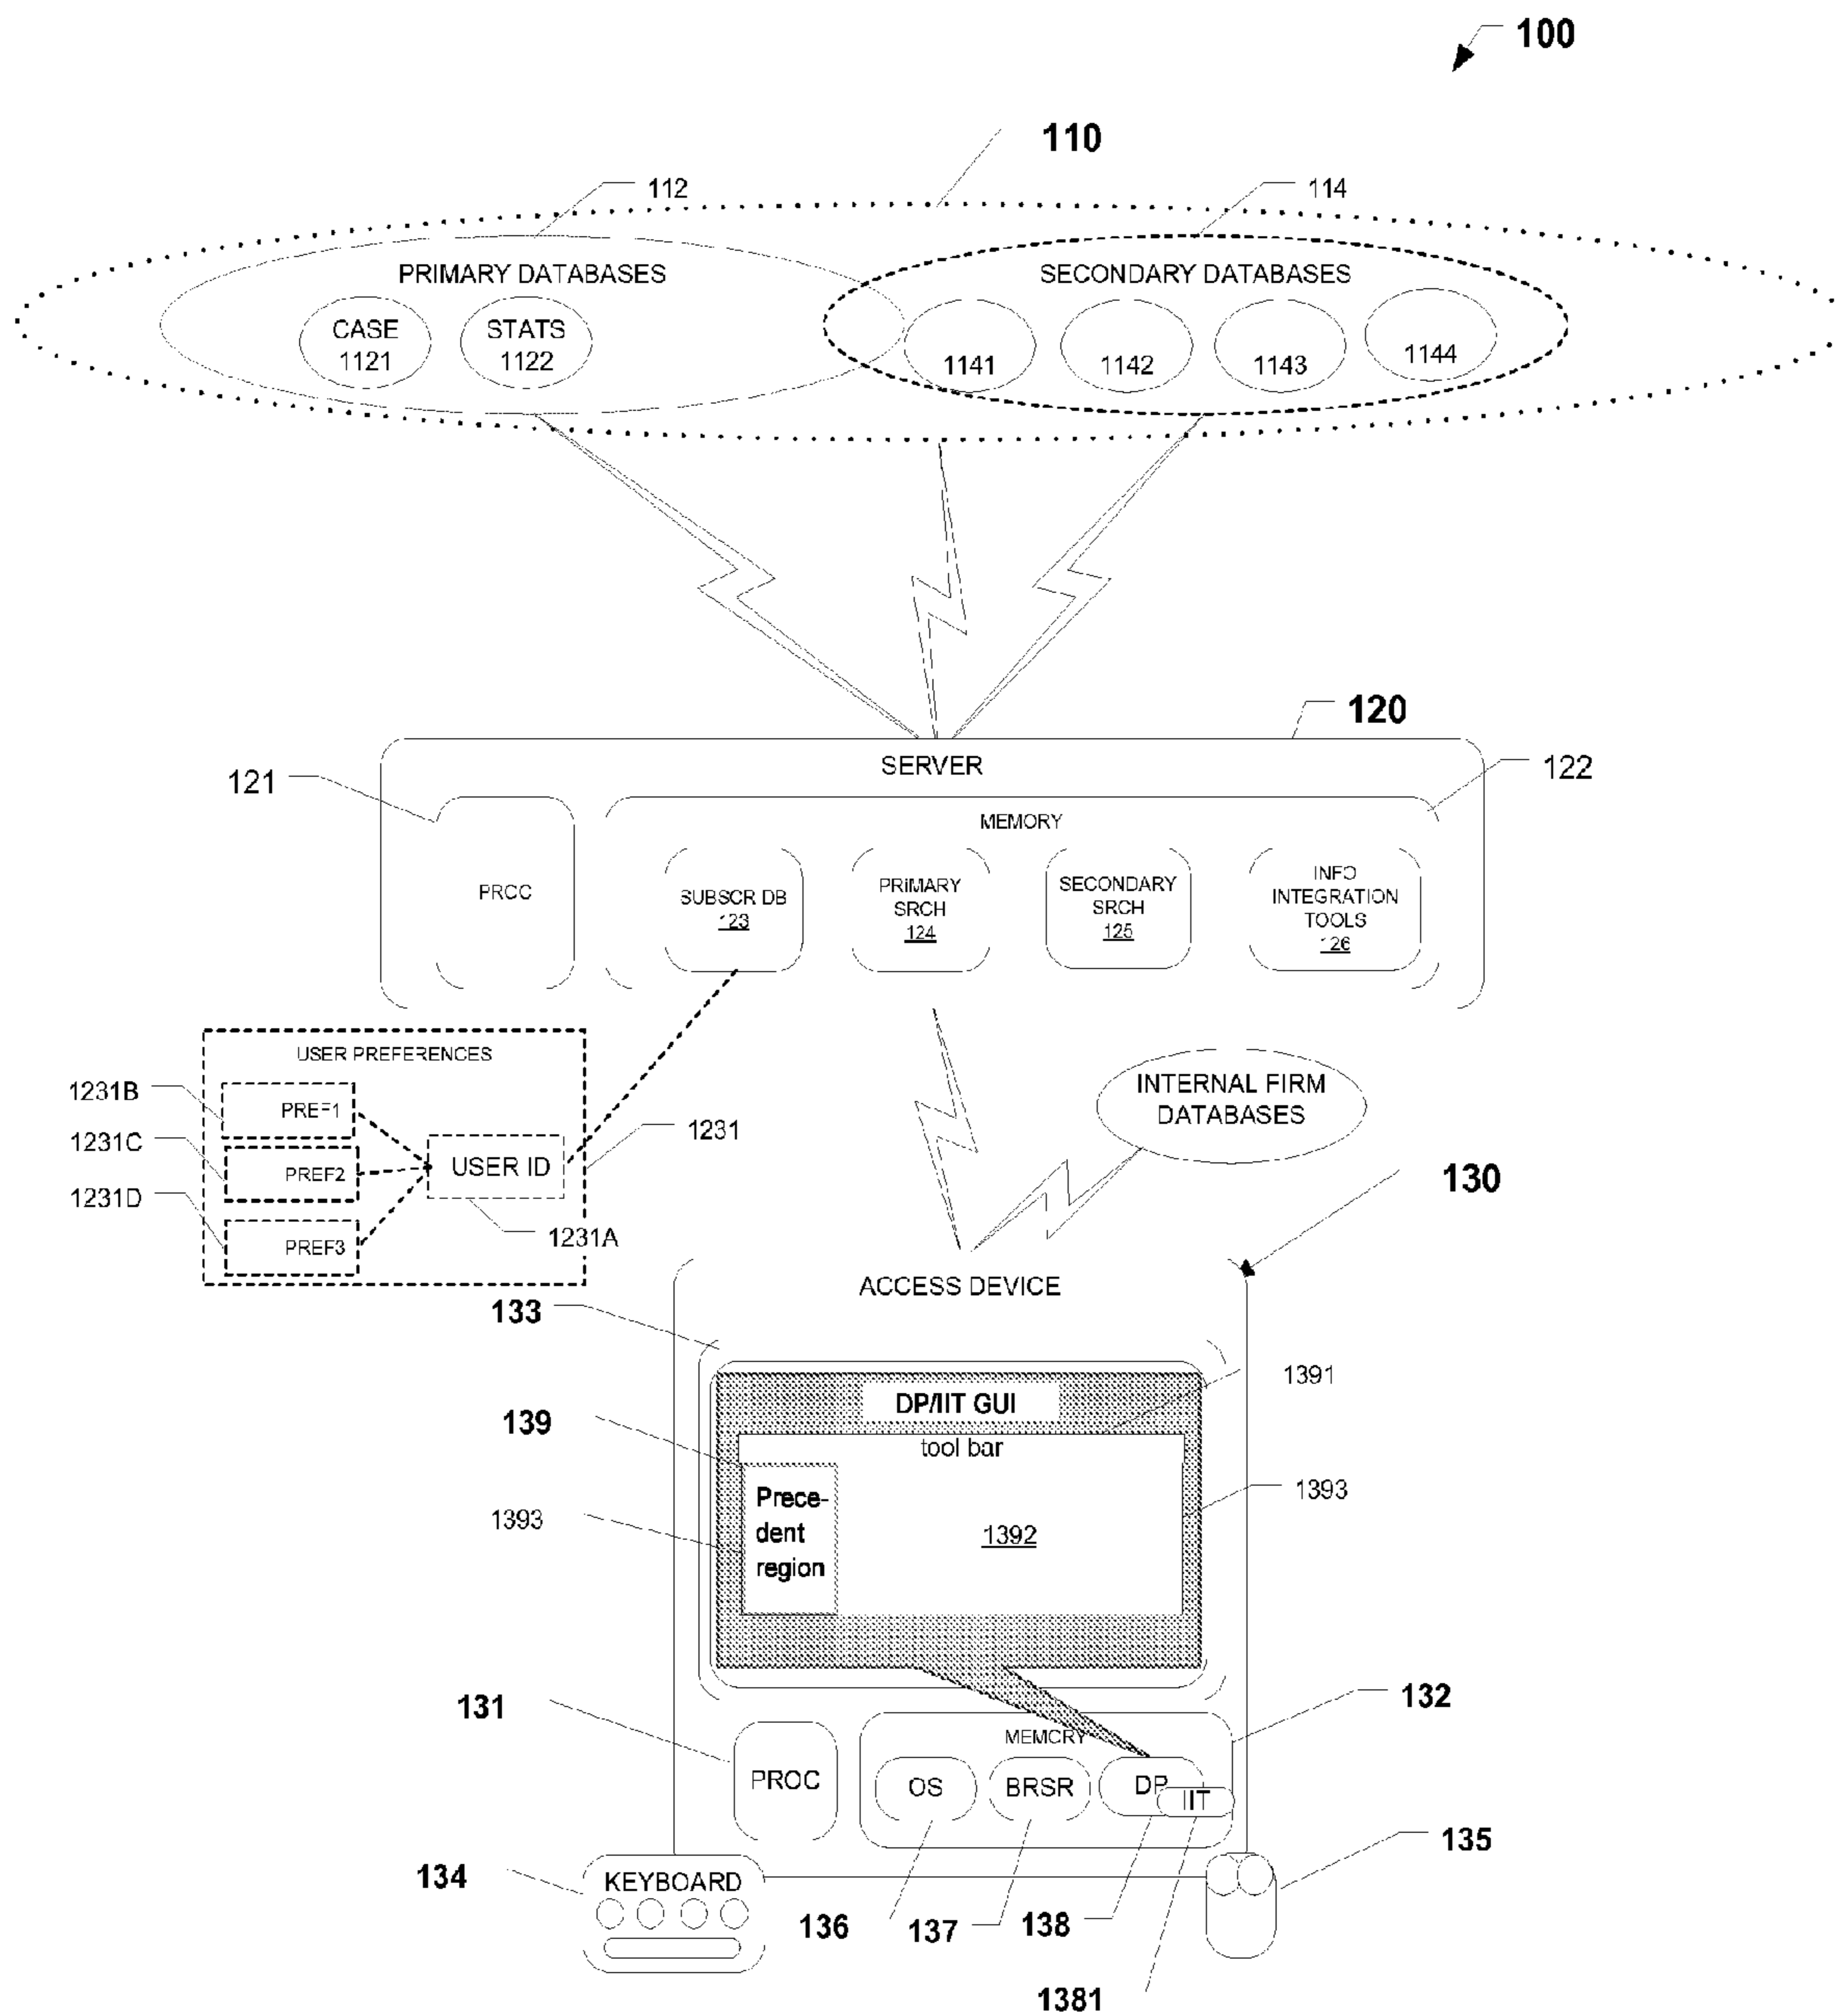 100
110
112
114
PRIMARY DATABASES
SECONDARY DATABASES
CASE
1121
STATS
1122
1141
1142
1143
1144
120
SERVER
121
122
MEMORY
PRCC
SUBSCR DB
123
PRIMARY
SRCH
124
SECONDARY
SRCH
125
INFO
INTEGRATION
TOOLS
126
USER PREFERENCES
1231B
PREF1
1231C
PREF2
1231D
PREF3
USER ID
1231
1231A
INTERNAL FIRM
DATABASES
130
ACCESS DEVICE
133
1391
DP/IIT GUI
139
tool bar
1393
Prece-
dent
region
1392
1393
131
132
MEMCRY
PROC
OS
BRSR
DP
IIT
135
134
KEYBOARD
136
137
138
1381